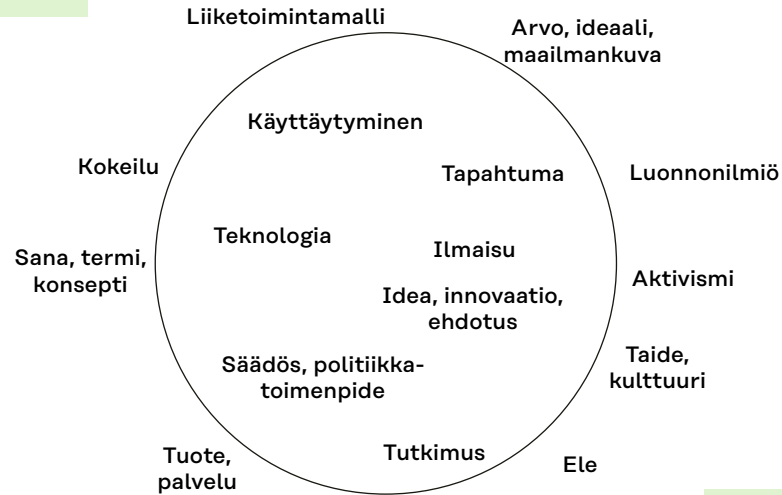 Liiketoimintamalli
Arvo, ideaali,
maailmankuva
Käyttäytyminen
Kokeilu
Tapahtuma
Luonnonilmiö
Teknologia
Ilmaisu
Sana, termi,
konsepti
Aktivismi
Idea, innovaatio,
ehdotus
Taide,
kulttuuri
Säädös, politiikka-
toimenpide
Tuote,
palvelu
Tutkimus
Ele